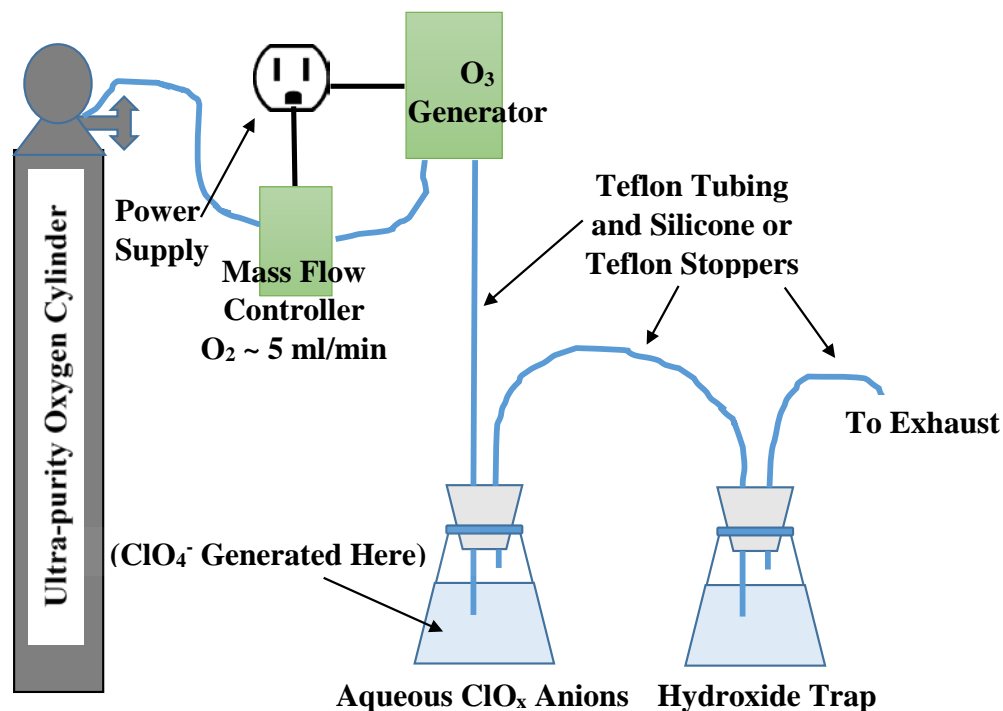 O₃
Generator
Power
Supply
Mass Flow
Controller
O₂ ~ 5 ml/min
Ultra-purity Oxygen Cylinder
Teflon Tubing
and Silicone or
Teflon Stoppers
To Exhaust
(ClO₄⁻ Generated Here)
Aqueous ClOₓ Anions
Hydroxide Trap